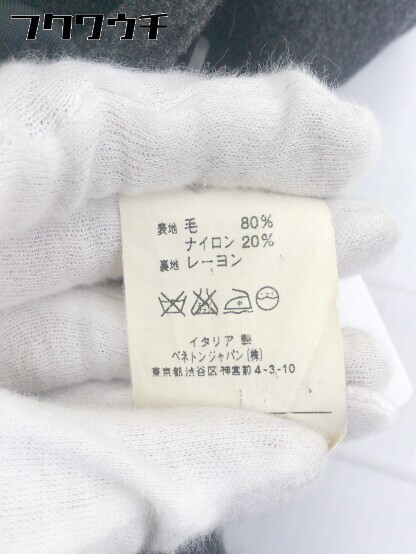 フクワウチ
表地 毛 80%
ナイロン 20%
裏地 レーヨン
イタリア 製
ベネトンジャパン(株)
東京都渋谷区神宮前4-3-10